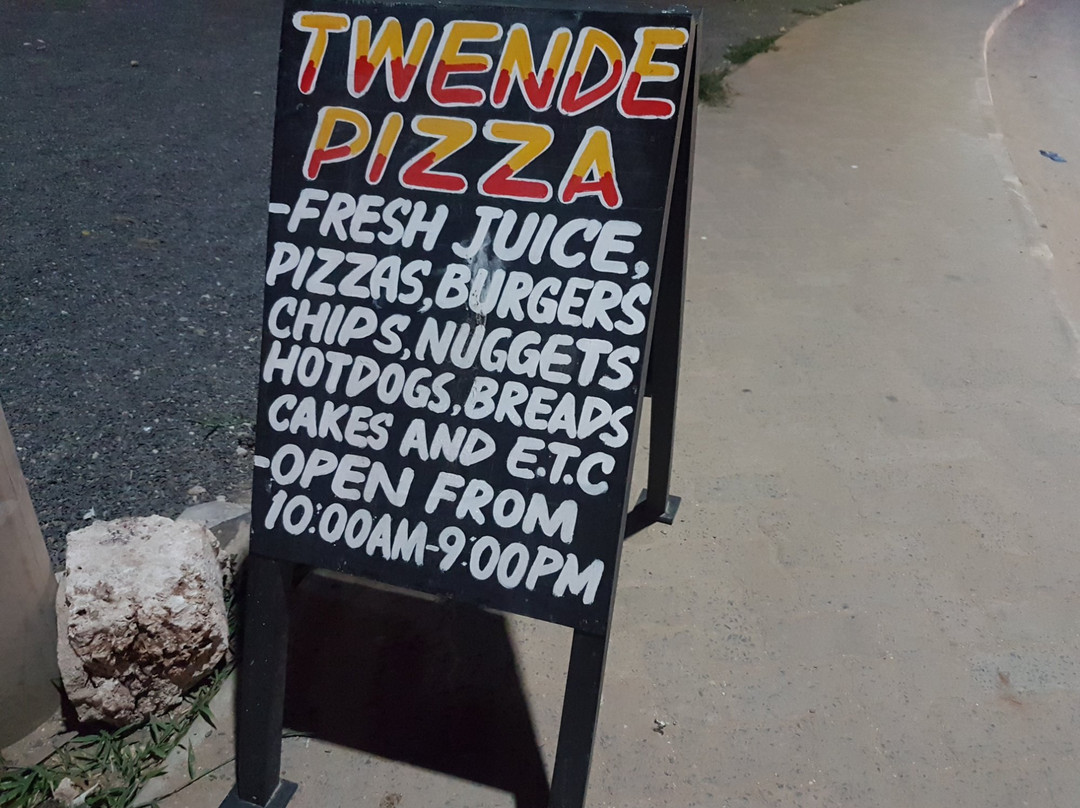 TWENDE
PIZZA
-FRESH JUICE,
PIZZAS,BURGERS
CHIPS,NUGGETS
HOTDOGS,BREADS
CAKES AND E.T.C
-OPEN FROM
10:00AM-9:00PM